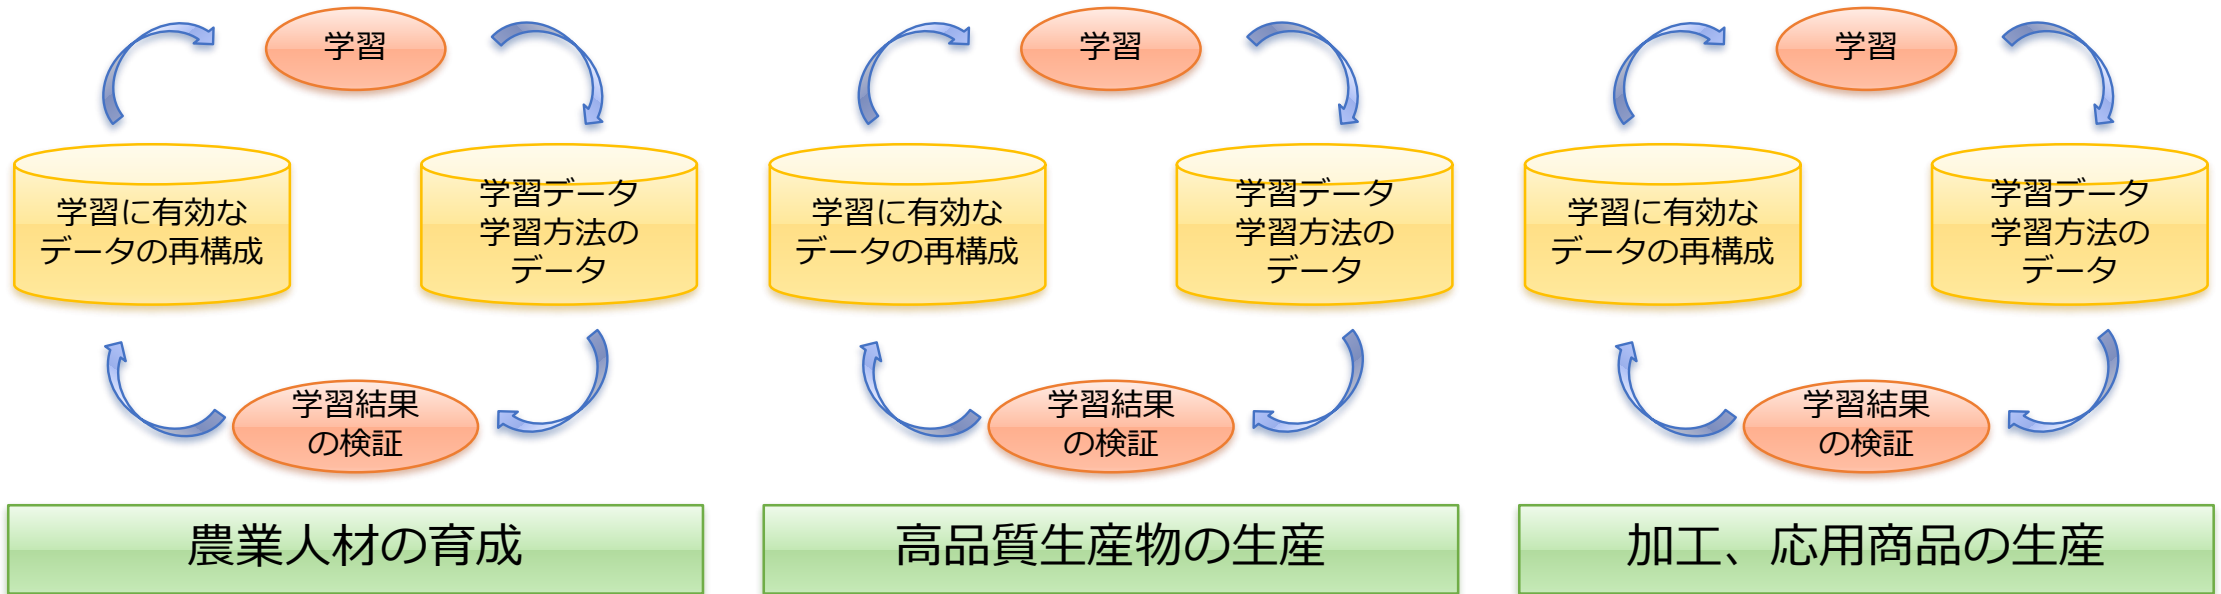 学習
学習に有効な
データの再構成
学習データ
学習方法の
データ
学習結果
の検証
農業人材の育成
学習
学習に有効な
データの再構成
学習データ
学習方法の
データ
学習結果
の検証
高品質生産物の生産
学習
学習に有効な
データの再構成
学習データ
学習方法の
データ
学習結果
の検証
加工、応用商品の生産